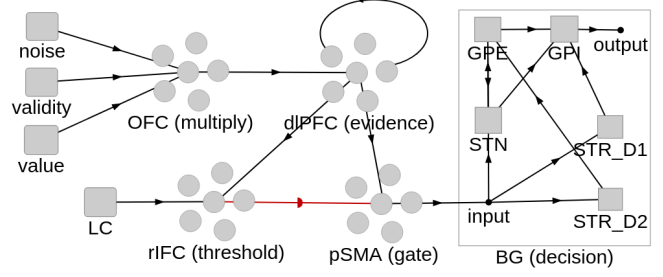 noise
validity
value
OFC (multiply)
dlPFC (evidence)
GPE
GPI
output
STN
STR_D1
STR_D2
input
LC
rIFC (threshold)
pSMA (gate)
BG (decision)